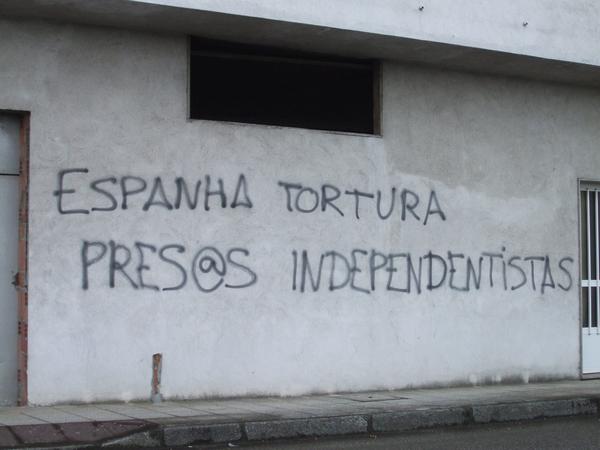 ESPANHA TORTURA
PRES@S INDEPENDENTISTAS